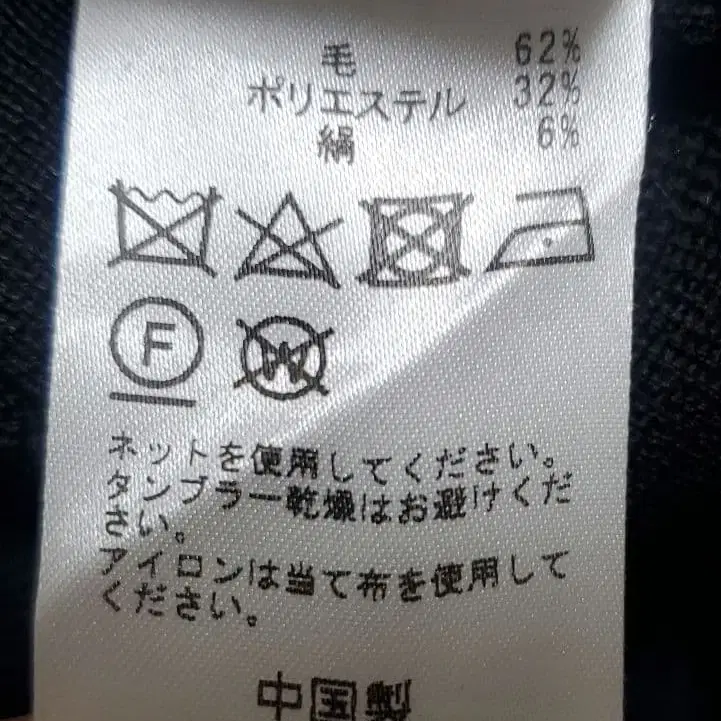 毛 62%
ポリエステル 32%
絹 6%
F W
ネットを使用してください。
タンブラー乾燥はお避けくだ
さい。
アイロンは当て布を使用して
ください。
中国製